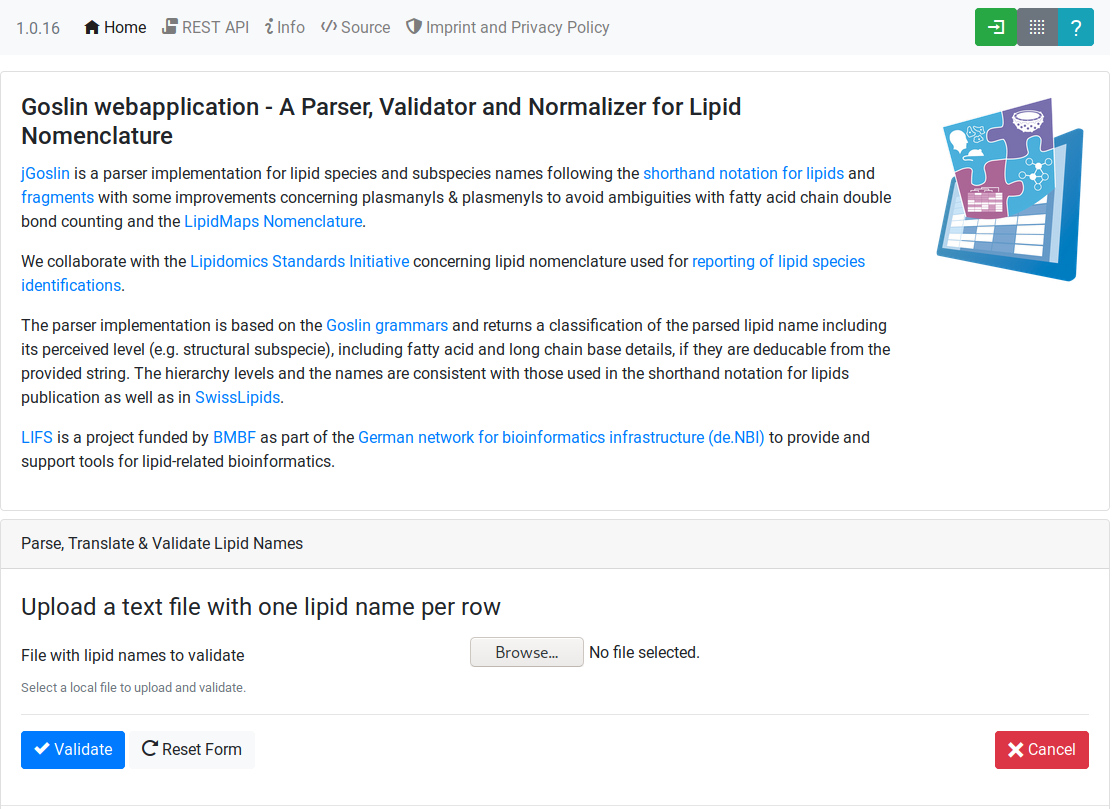 1.0.16 Home REST API Info Source Imprint and Privacy Policy ?
Goslin webapplication - A Parser, Validator and Normalizer for Lipid
Nomenclature
jGoslin is a parser implementation for lipid species and subspecies names following the shorthand notation for lipids and
fragments with some improvements concerning plasmanyls & plasmenyls to avoid ambiguities with fatty acid chain double
bond counting and the LipidMaps Nomenclature.
We collaborate with the Lipidomics Standards Initiative concerning lipid nomenclature used for reporting of lipid species
identifications.
The parser implementation is based on the Goslin grammars and returns a classification of the parsed lipid name including
its perceived level (e.g. structural subspecie), including fatty acid and long chain base details, if they are deducable from the
provided string. The hierarchy levels and the names are consistent with those used in the shorthand notation for lipids
publication as well as in SwissLipids.
LIFS is a project funded by BMBF as part of the German network for bioinformatics infrastructure (de.NBI) to provide and
support tools for lipid-related bioinformatics.
Parse, Translate & Validate Lipid Names
Upload a text file with one lipid name per row
File with lipid names to validate Browse... No file selected.
Select a local file to upload and validate.
Validate Reset Form Cancel